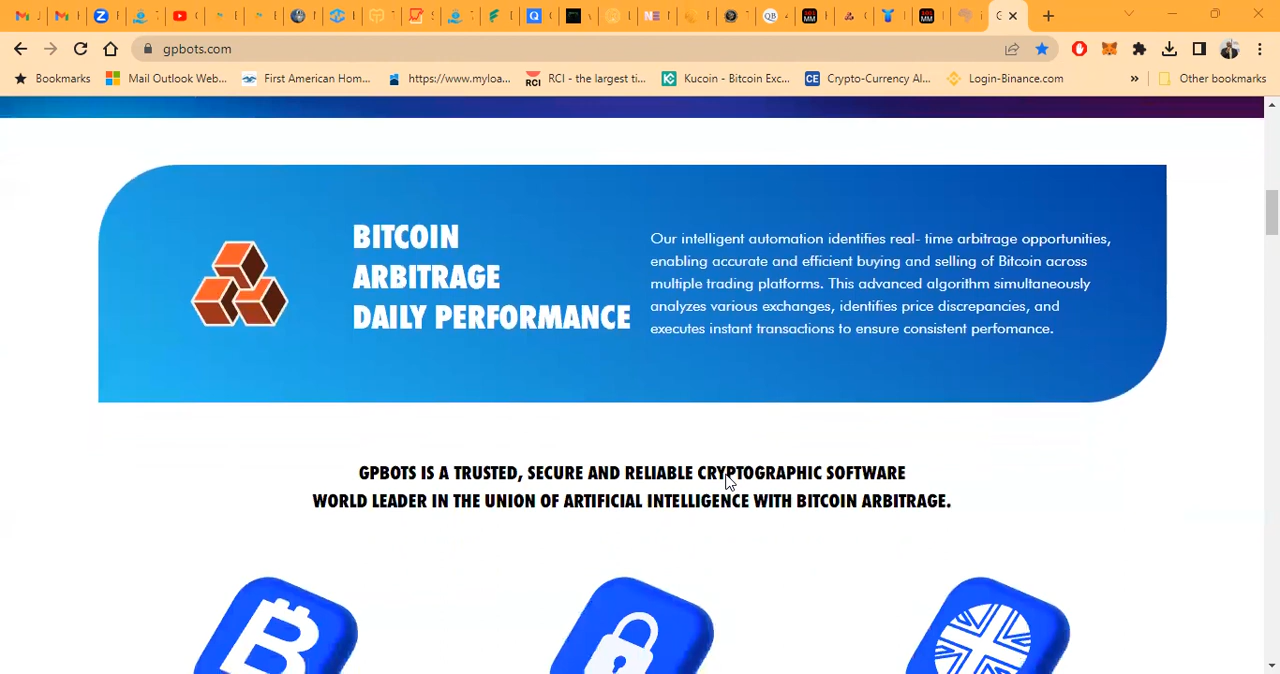 gpbots.com
Bookmarks
Mail Outlook Web...
First American Hom...
https://www.myloa...
RCI
RCI - the largest ti...
Kucoin - Bitcoin Exc...
CE
Crypto-Currency Al...
Login-Binance.com
Other bookmarks
BITCOIN
ARBITRAGE
DAILY PERFORMANCE
Our intelligent automation identifies real- time arbitrage opportunities,
enabling accurate and efficient buying and selling of Bitcoin across
multiple trading platforms. This advanced algorithm simultaneously
analyzes various exchanges, identifies price discrepancies, and
executes instant transactions to ensure consistent perfomance.
GPBOTS IS A TRUSTED, SECURE AND RELIABLE CRYPTOGRAPHIC SOFTWARE
WORLD LEADER IN THE UNION OF ARTIFICIAL INTELLIGENCE WITH BITCOIN ARBITRAGE.